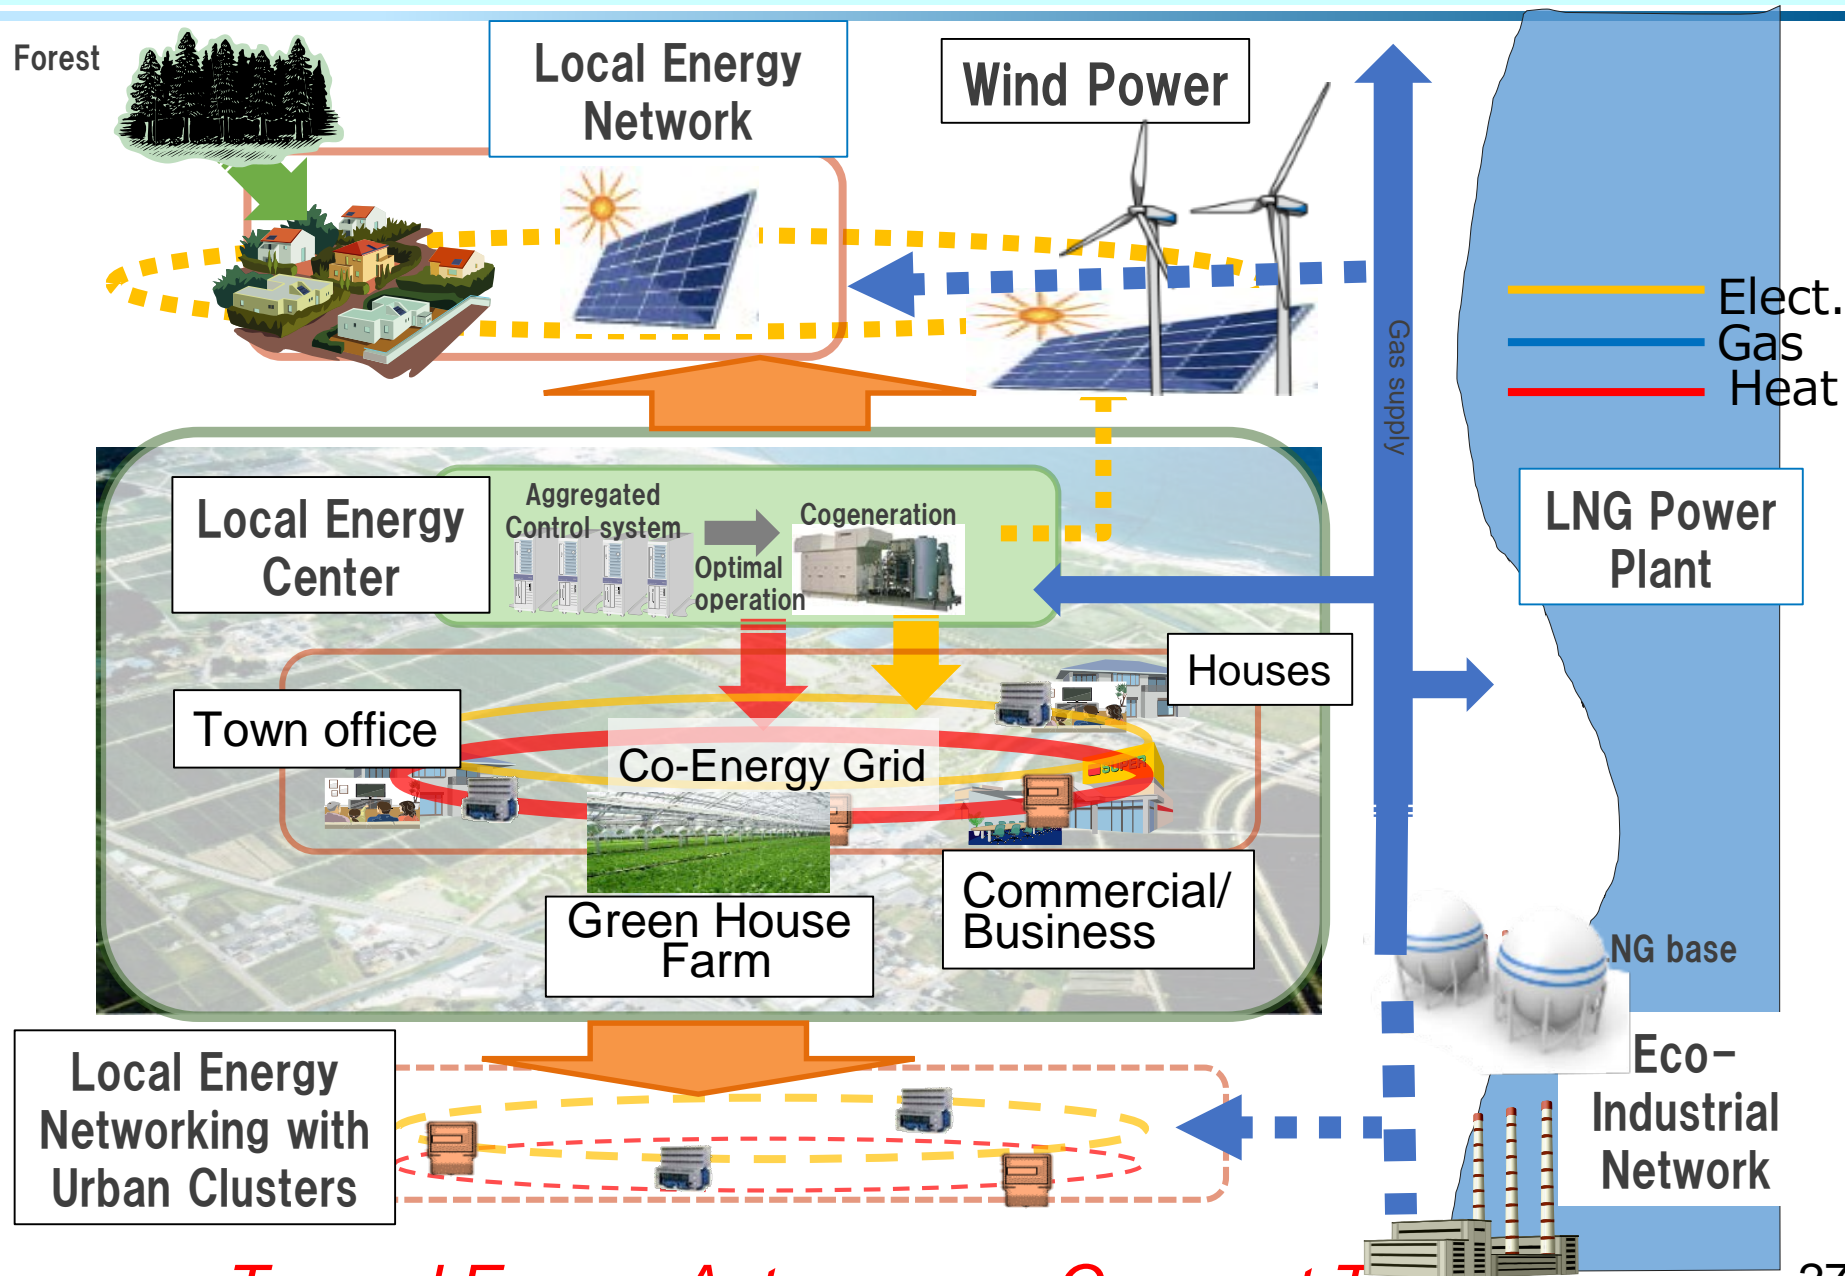 Forest
Local Energy
Network
Wind Power
Elect.
Gas
Heat
Gas supply
Local Energy
Center
Aggregated
Control system
Optimal
operation
Cogeneration
LNG Power
Plant
Houses
Town office
Co-Energy Grid
SUPER
Green House
Farm
Commercial/
Business
NG base
Local Energy
Networking with
Urban Clusters
Eco-
Industrial
Network
27